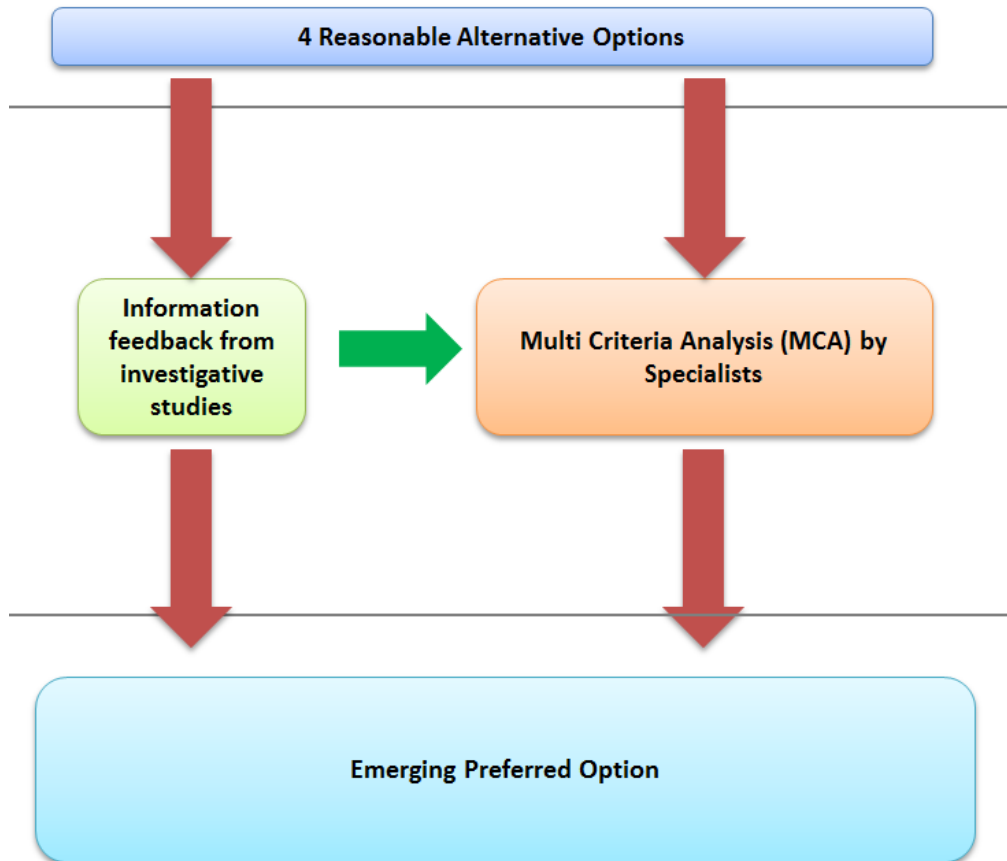 4 Reasonable Alternative Options
Information
feedback from
investigative
studies
Multi Criteria Analysis (MCA) by
Specialists
Emerging Preferred Option